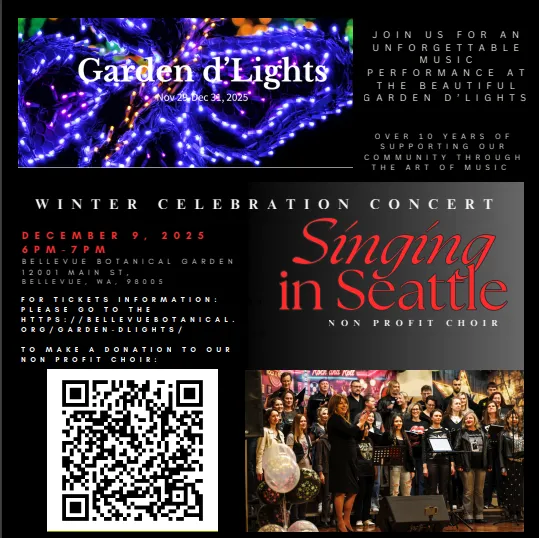 Garden d'Lights
Nov 29-Dec 31, 2025
JOIN US FOR AN
UNFORGETTABLE
MUSIC
PERFORMANCE AT
THE BEAUTIFUL
GARDEN D'LIGHTS
OVER 10 YEARS OF
SUPPORTING OUR
COMMUNITY THROUGH
THE ART OF MUSIC
WINTER CELEBRATION CONCERT
DECEMBER 9, 2025
6PM-7PM
BELLEVUE BOTANICAL GARDEN
12001 MAIN ST,
BELLEVUE, WA, 98005
FOR TICKETS INFORMATION:
PLEASE GO TO THE
HTTPS://BELLEVUEBOTANICAL.
ORG/GARDEN-DLIGHTS/
TO MAKE A DONATION TO OUR
NON PROFIT CHOIR:
Singing
in Seattle
NON PROFIT CHOIR